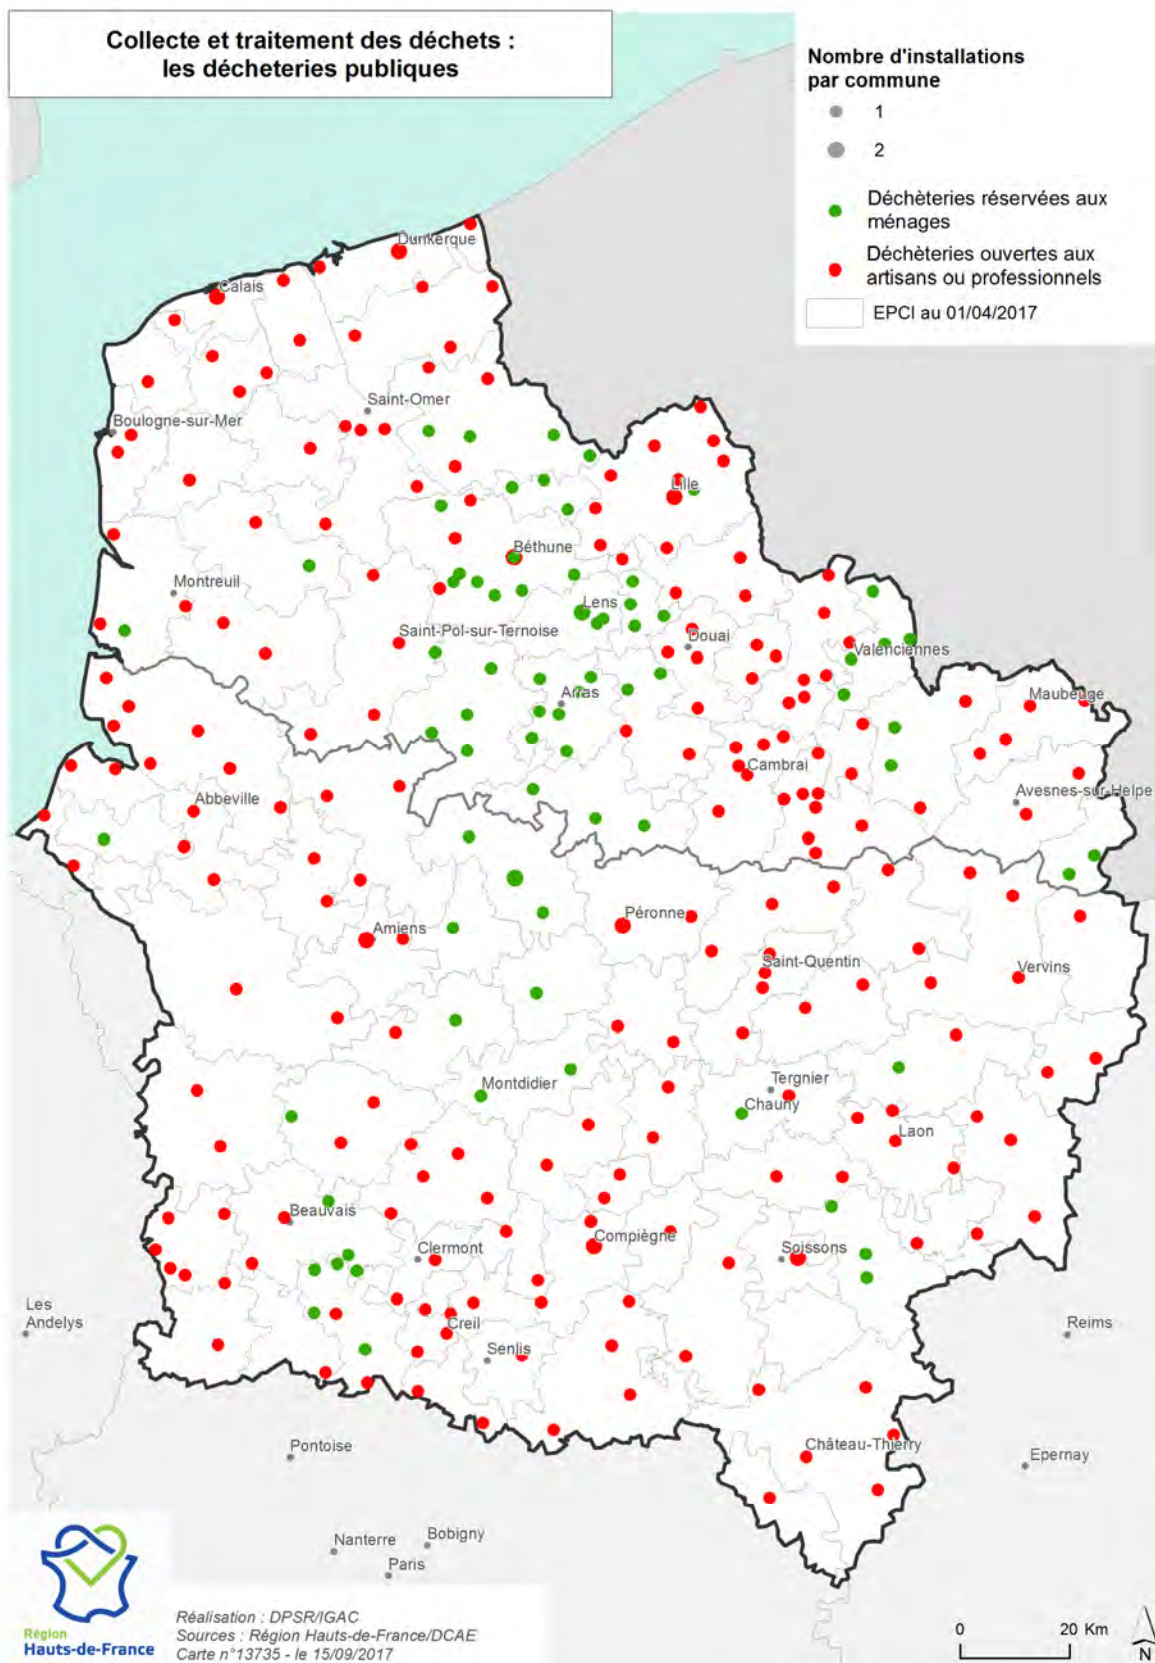 Collecte et traitement des déchets :
les décheteries publiques
Nombre d'installations
par commune
1
2
Déchèteries réservées aux
ménages
Déchèteries ouvertes aux
artisans ou professionnels
EPCI au 01/04/2017
Dunkerque
Calais
Saint-Omer
Boulogne-sur-Mer
Lille
Béthune
Montreuil
Lens
Saint-Pol-sur-Ternoise
Douai
Valenciennes
Arras
Maubeuge
Cambrai
Abbeville
Avesnes-sur-Helpe
Péronne
Amiens
Saint-Quentin
Vervins
Montdidier
Tergnier
Chauny
Laon
Beauvais
Compiègne
Clermont
Soissons
Les
Andelys
Creil
Reims
Senlis
Pontoise
Château-Thierry
Epernay
Nanterre
Bobigny
Paris
Région
Hauts-de-France
Réalisation : DPSR/IGAC
Sources : Région Hauts-de-France/DCAE
Carte n°13735 - le 15/09/2017
0 20 Km
N